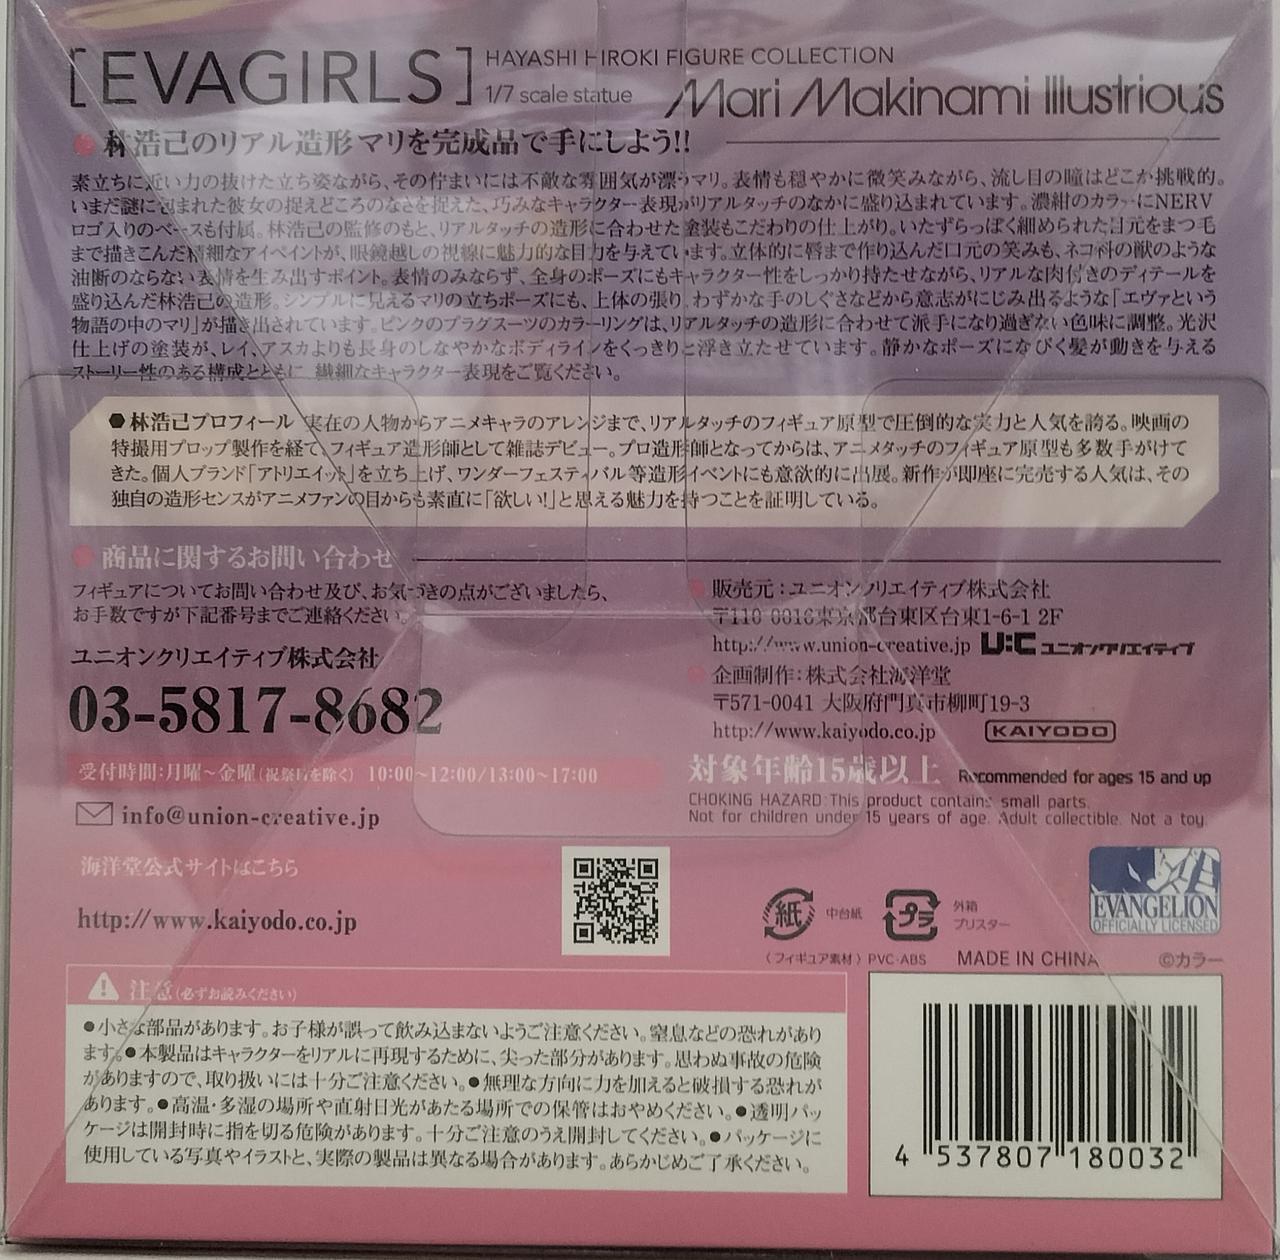 [EVAGIRLS] HAYASHI HIROKI FIGURE COLLECTION
1/7 scale statue Mari Makinami Illustrious
林浩己のリアル造形マリを完成品で手にしよう!!
素立ちに近い力の抜けた立ち姿ながら、その佇まいには不敵な雰囲気が漂うマリ。表情も穏やかに微笑みながら、流し目の瞳はどこか挑戦的。
いまだ謎に包まれた彼女の捉えどころのなさを捉えた、巧みなキャラクター表現がリアルタッチのなかに盛り込まれています。濃紺のカラーにNERV
ロゴ入りのベースも付属。林浩己の監修のもと、リアルタッチの造形に合わせた塗装もこだわりの仕上がり。いたずらっぽく細められた目元をまつ毛
まで描きこんだ精細なアイペイントが、眼鏡越しの視線に魅力的な目力を与えています。立体的に唇まで作り込んだ口元の笑みも、ネコ科の獣のような
油断のならない表情を生み出すポイント。表情のみならず、全身のポーズにもキャラクター性をしっかり持たせながら、リアルな肉付きのディテールを
盛り込んだ林浩己の造形。シンプルに見えるマリの立ちポーズにも、上体の張り、わずかな手のしぐさなどから意志がにじみ出るような「エヴァという
物語の中のマリ」が描き出されています。ピンクのプラグスーツのカラーリングは、リアルタッチの造形に合わせて派手になり過ぎない色味に調整。光沢
仕上げの塗装が、レイ、アスカよりも長身のしなやかなボディラインをくっきりと浮き立たせています。静かなポーズになびく髪が動きを与える
ストーリー性のある構成とともに、繊細なキャラクター表現をご覧ください。
●林浩己プロフィール 実在の人物からアニメキャラのアレンジまで、リアルタッチのフィギュア原型で圧倒的な実力と人気を誇る。映画の
特撮用プロップ製作を経て、フィギュア造形師として雑誌デビュー。プロ造形師となってからは、アニメタッチのフィギュア原型も多数手がけて
きた。個人ブランド「アトリエイット」を立ち上げ、ワンダーフェスティバル等造形イベントにも意欲的に出展。新作が即座に完売する人気は、その
独自の造形センスがアニメファンの目からも素直に「欲しい!」と思える魅力を持つことを証明している。
商品に関するお問い合わせ
フィギュアについてお問い合わせ及び、お気づきの点がございましたら、
お手数ですが下記番号までご連絡ください。
ユニオンクリエイティブ株式会社
03-5817-8682
受付時間:月曜～金曜(祝祭日を除く) 10:00～12:00/13:00～17:00
info@union-creative.jp
販売元:ユニオンクリエイティブ株式会社
〒110-0016東京都台東区台東1-6-1 2F
http://www.union-creative.jp U:C ユニオンクリエイティブ
企画制作:株式会社海洋堂
〒571-0041 大阪府門真市柳町19-3
http://www.kaiyodo.co.jp KAIYODO
対象年齢15歳以上 Recommended for ages 15 and up
CHOKING HAZARD:This product contains small parts.
Not for children under 15 years of age. Adult collectible. Not a toy.
海洋堂公式サイトはこちら
http://www.kaiyodo.co.jp
紙 中台紙
プラ 外箱
ブリスター
EVANGELION
OFFICIALLY LICENSED
〈フィギュア素材〉PVC・ABS MADE IN CHINA ©カラー
注意(必ずお読みください)
●小さな部品があります。お子様が誤って飲み込まないようご注意ください。窒息などの恐れがあり
ます。●本製品はキャラクターをリアルに再現するために、尖った部分があります。思わぬ事故の危険
がありますので、取り扱いには十分ご注意ください。●無理な方向に力を加えると破損する恐れが
あります。●高温・多湿の場所や直射日光があたる場所での保管はおやめください。●透明パッ
ケージは開封時に指を切る危険があります。十分ご注意のうえ開封してください。●パッケージに
使用している写真やイラストと、実際の製品は異なる場合があります。あらかじめご了承ください。
4 537807 180032